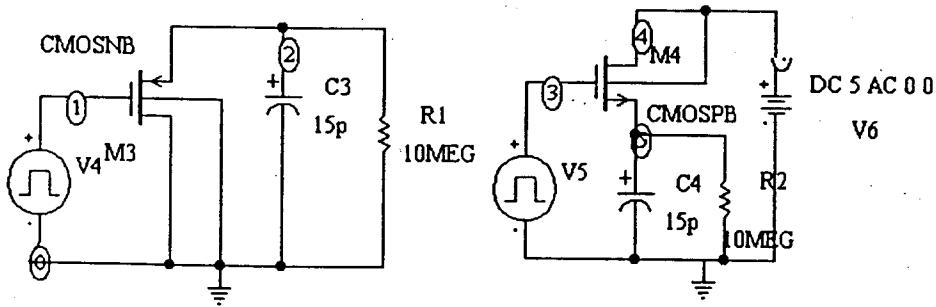 CMOSNB
2
C3
15p
R1
10MEG
1
V4
M3
0
4
M4
3
CMOSPB
DC 5 AC 0 0
V6
V5
5
C4
15p
R2
10MEG